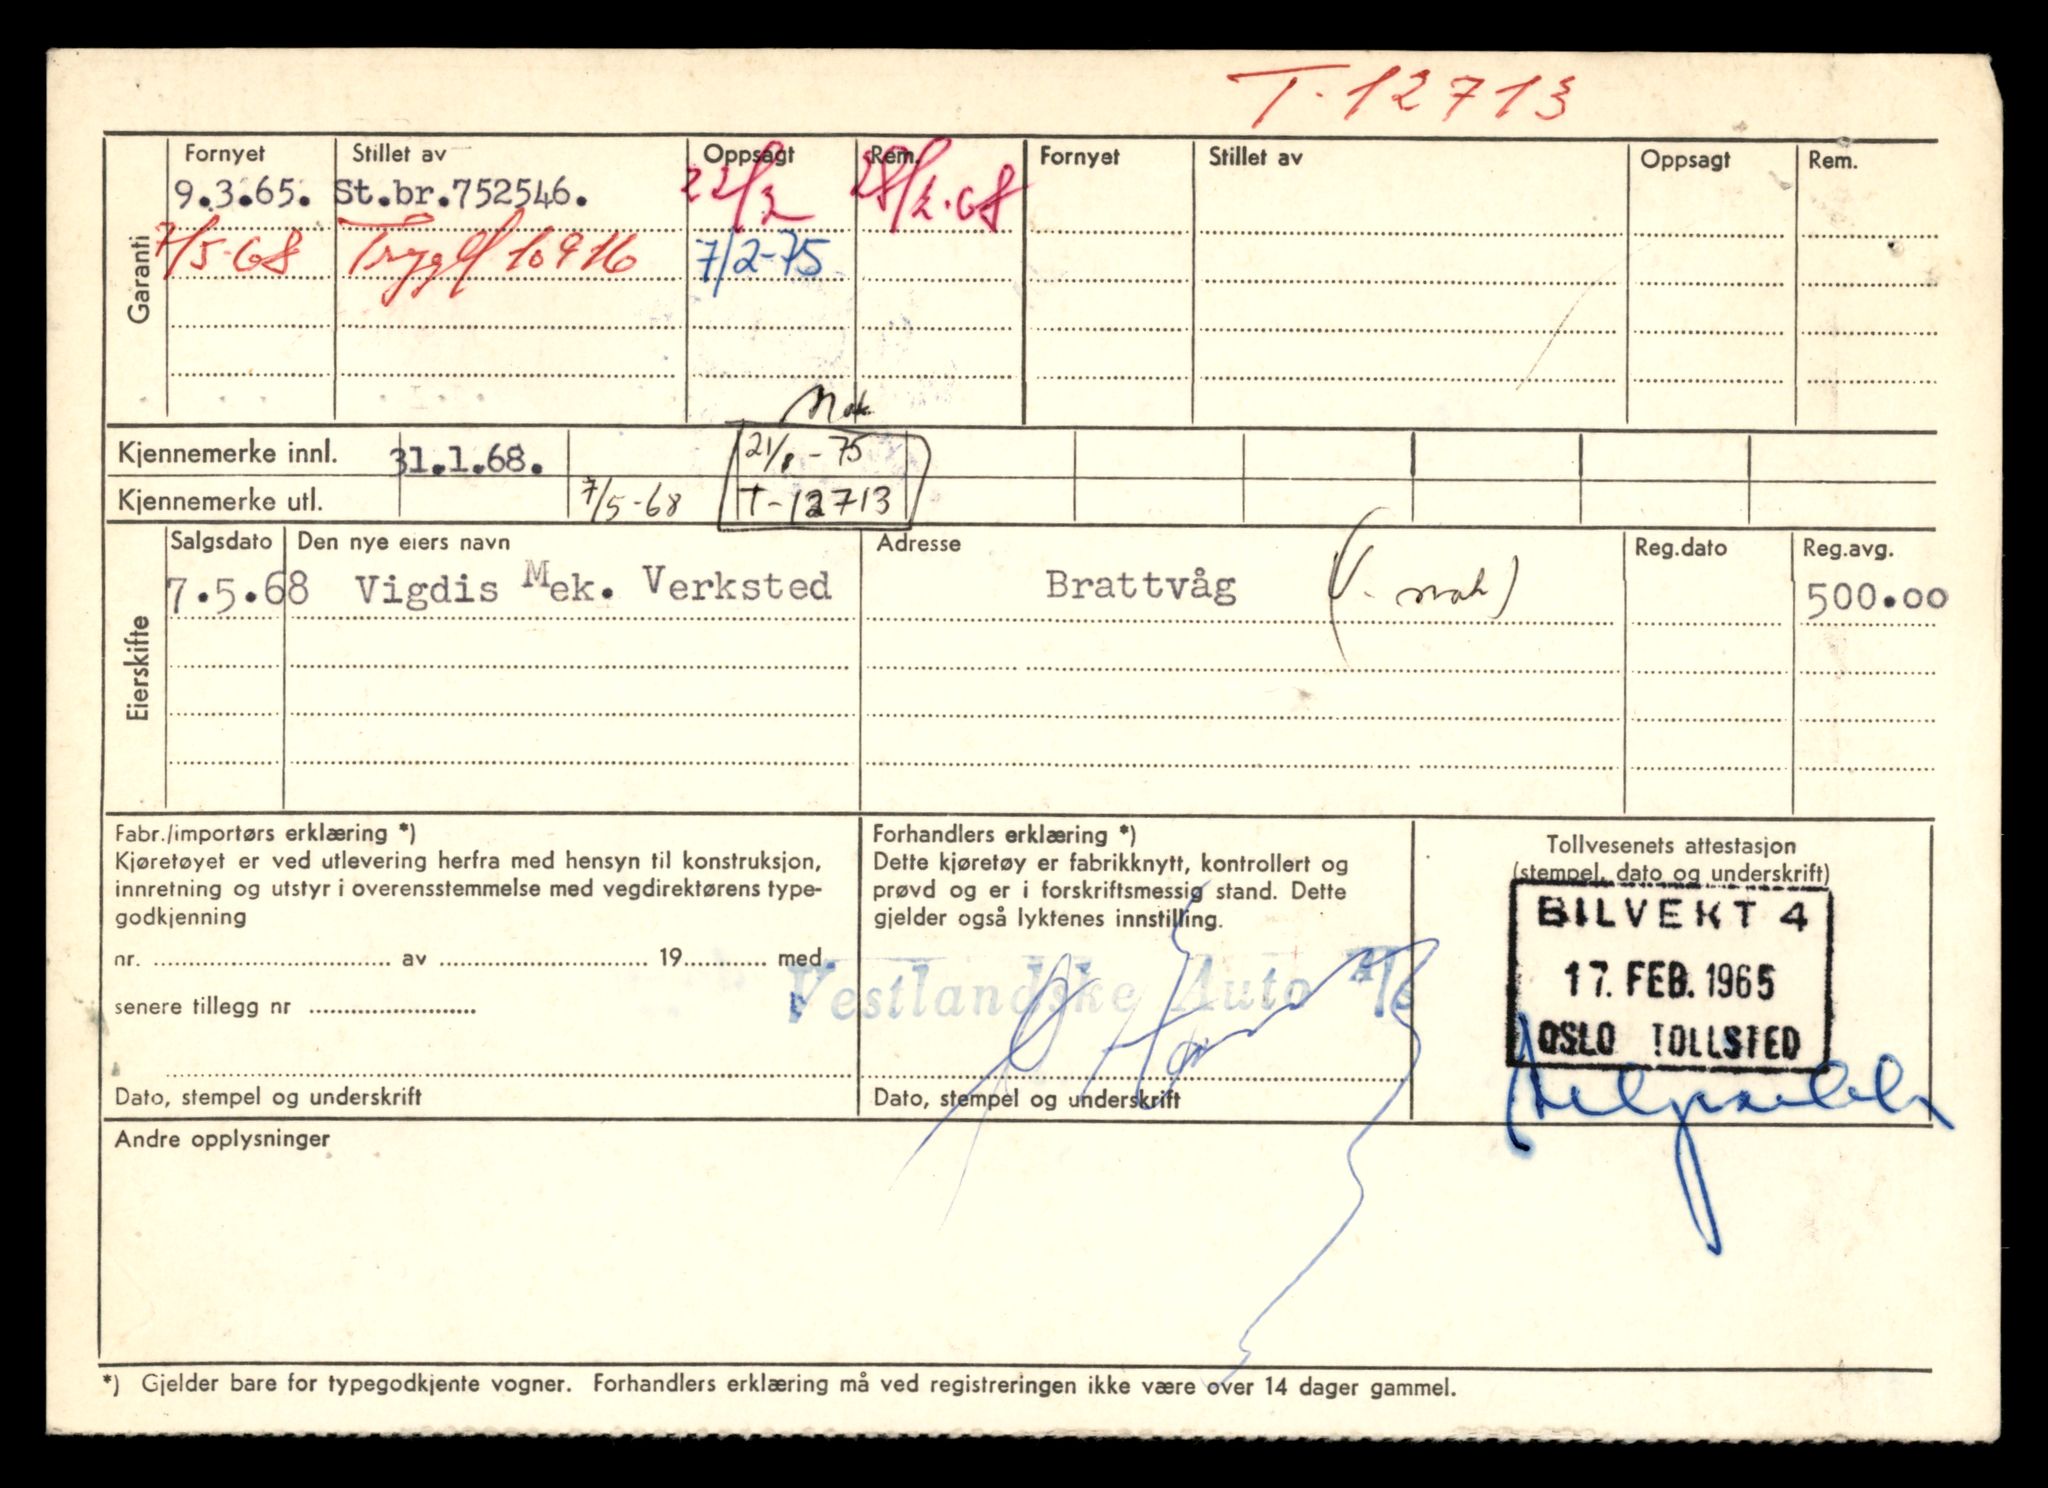 T-12713
Garanti
Fornyet Stillet av Oppsagt Rem. Fornyet Stillet av Oppsagt Rem.
9.3.65. St.br.752546. 22/2 28/2.68
7/5-68 Trygd 10916 7/2-75
Mak.
Kjennemerke innl. 31.1.68. 21/1-75
Kjennemerke utl. 7/5-68 T-12713
Eierskifte
Salgsdato Den nye eiers navn Adresse Reg.dato Reg.avg.
7.5.68 Vigdis Mek. Verksted Brattvåg (V. mak) 500.00
Fabr./importørs erklæring *)
Kjøretøyet er ved utlevering herfra med hensyn til konstruksjon,
innretning og utstyr i overensstemmelse med vegdirektørens type-
godkjenning
nr. av 19 med
senere tillegg nr
Dato, stempel og underskrift
Forhandlers erklæring *)
Dette kjøretøy er fabrikknytt, kontrollert og
prøvd og er i forskriftsmessig stand. Dette
gjelder også lyktenes innstilling.
Vestlandske Auto A/S
Dato, stempel og underskrift
Tollvesenets attestasjon
(stempel, dato og underskrift)
BILVEKT 4
17. FEB. 1965
OSLO TOLLSTED
Andre opplysninger
*) Gjelder bare for typegodkjente vogner. Forhandlers erklæring må ved registreringen ikke være over 14 dager gammel.